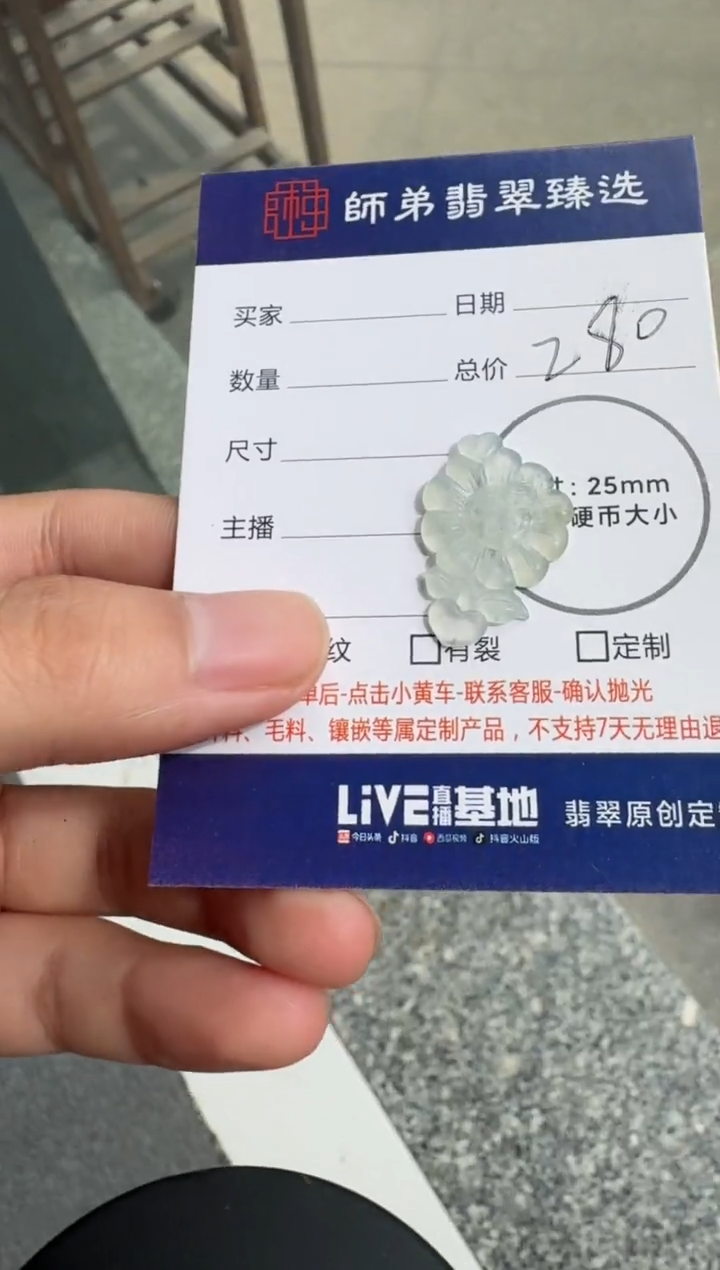 師弟翡翠臻选
买家
日期
数量
总价 280
尺寸
: 25mm
硬币大小
主播
纹 有裂 定制
单后-点击小黄车-联系客服-确认抛光
、毛料、镶嵌等属定制产品，不支持7天无理由退
LiVE直播基地 翡翠原创定
今日头条 抖音 西瓜视频 抖音火山版